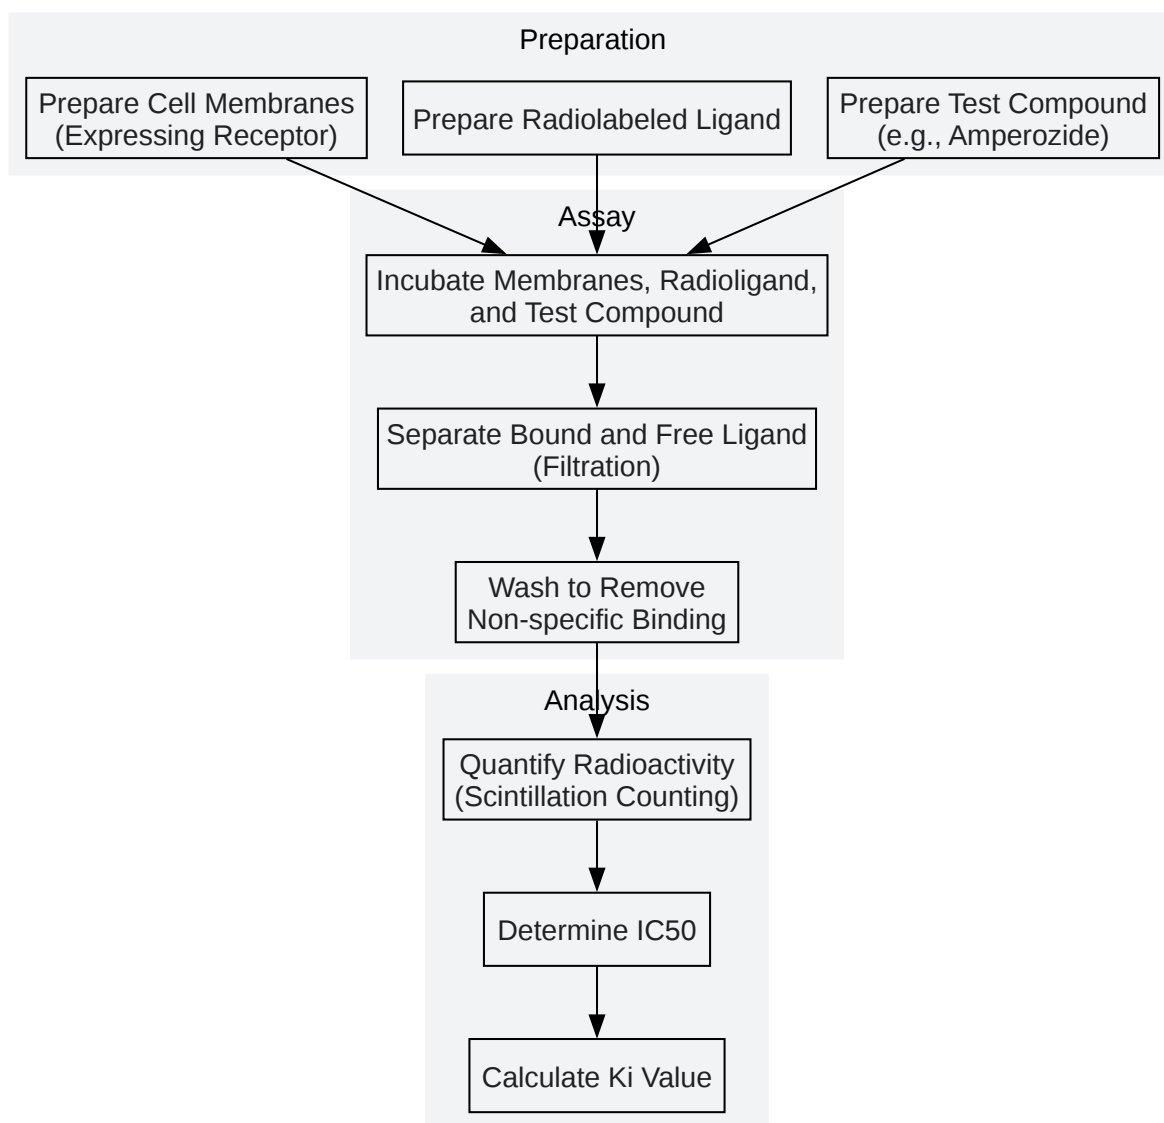 Preparation
Prepare Cell Membranes
(Expressing Receptor)
Prepare Radiolabeled Ligand
Prepare Test Compound
(e.g., Amperozide)
Assay
Incubate Membranes, Radioligand,
and Test Compound
Separate Bound and Free Ligand
(Filtration)
Wash to Remove
Non-specific Binding
Analysis
Quantify Radioactivity
(Scintillation Counting)
Determine IC50
Calculate Ki Value